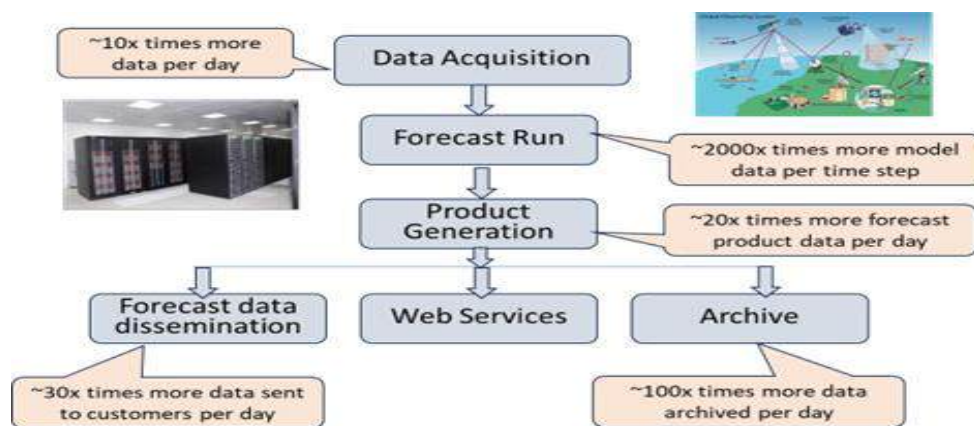 ~10x times more
data per day
Data Acquisition
Forecast Run
~2000x times more model
data per time step
Product
Generation
~20x times more forecast
product data per day
Forecast data
dissemination
Web Services
Archive
~30x times more data sent
to customers per day
~100x times more data
archived per day